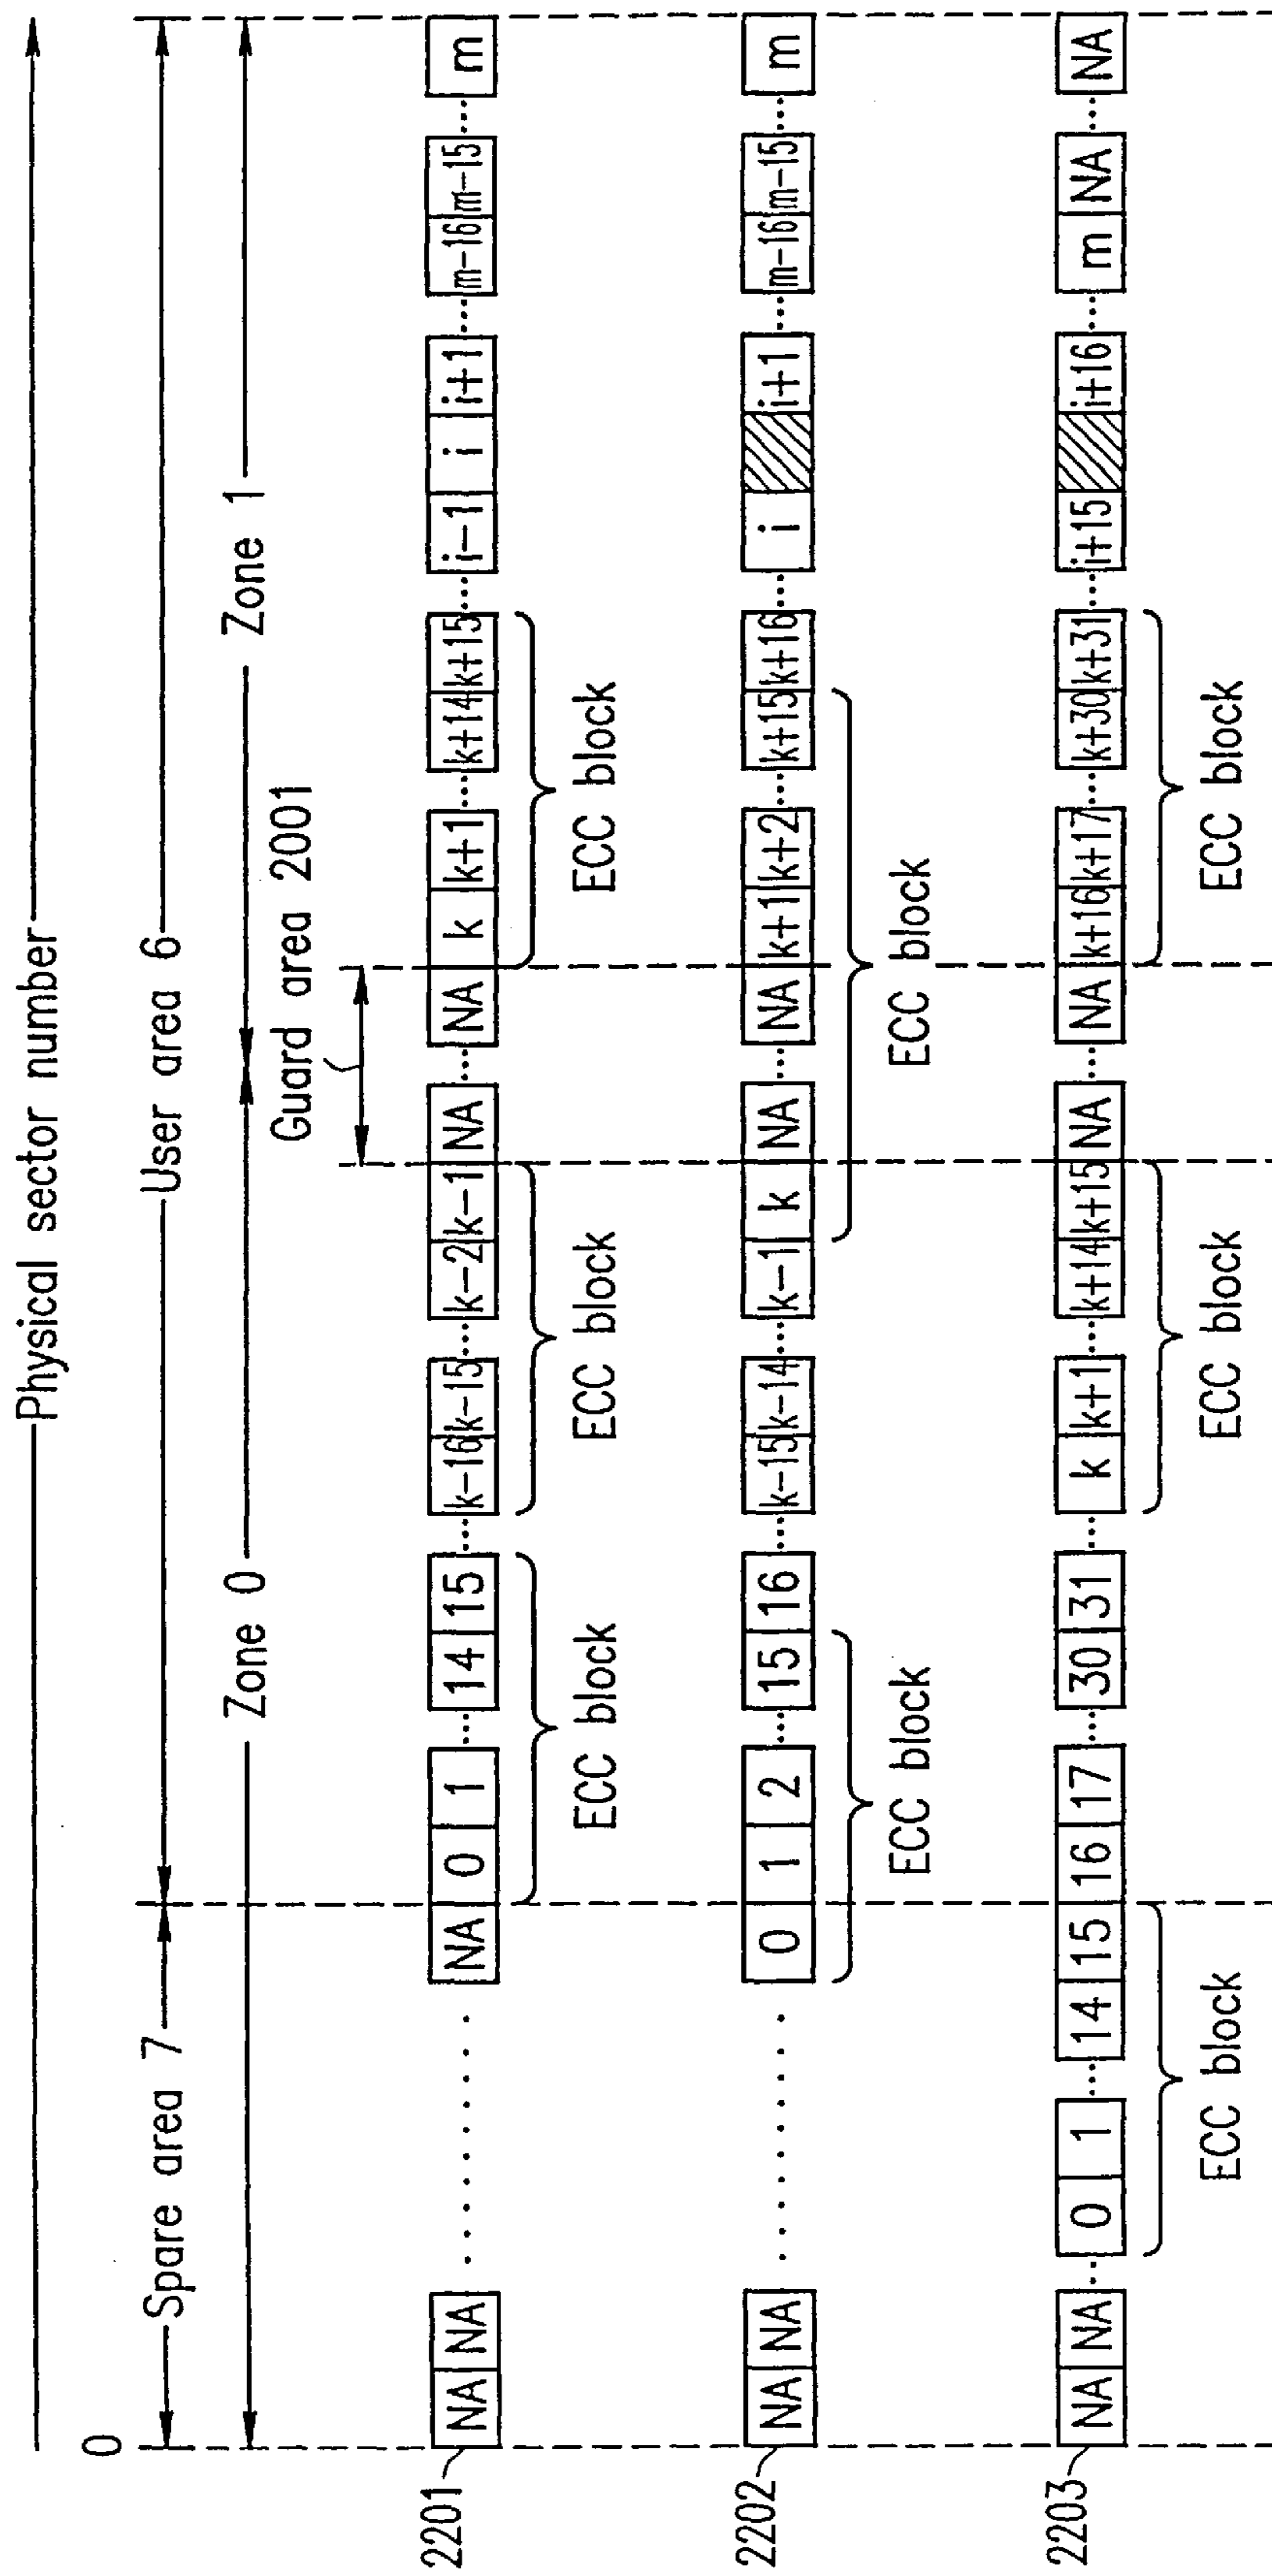 Physical sector number
0
Spare area 7 User area 6
Zone 0 Zone 1
Guard area 2001
2201 NA NA NA 0 1 14 15 k-16 k-15 k-2 k-1 NA NA k k+1 k+14 k+15 i-1 i i+1 m-16 m-15 m
ECC block ECC block ECC block
2202 NA NA 0 1 2 15 16 k-15 k-14 k-1 k NA NA k+1 k+2 k+15 k+16 i i+1 m-16 m-15 m
ECC block ECC block
2203 NA NA 0 1 14 15 16 17 30 31 k k+1 k+14 k+15 NA NA k+16 k+17 k+30 k+31 i+15 i+16 m NA NA
ECC block ECC block ECC block